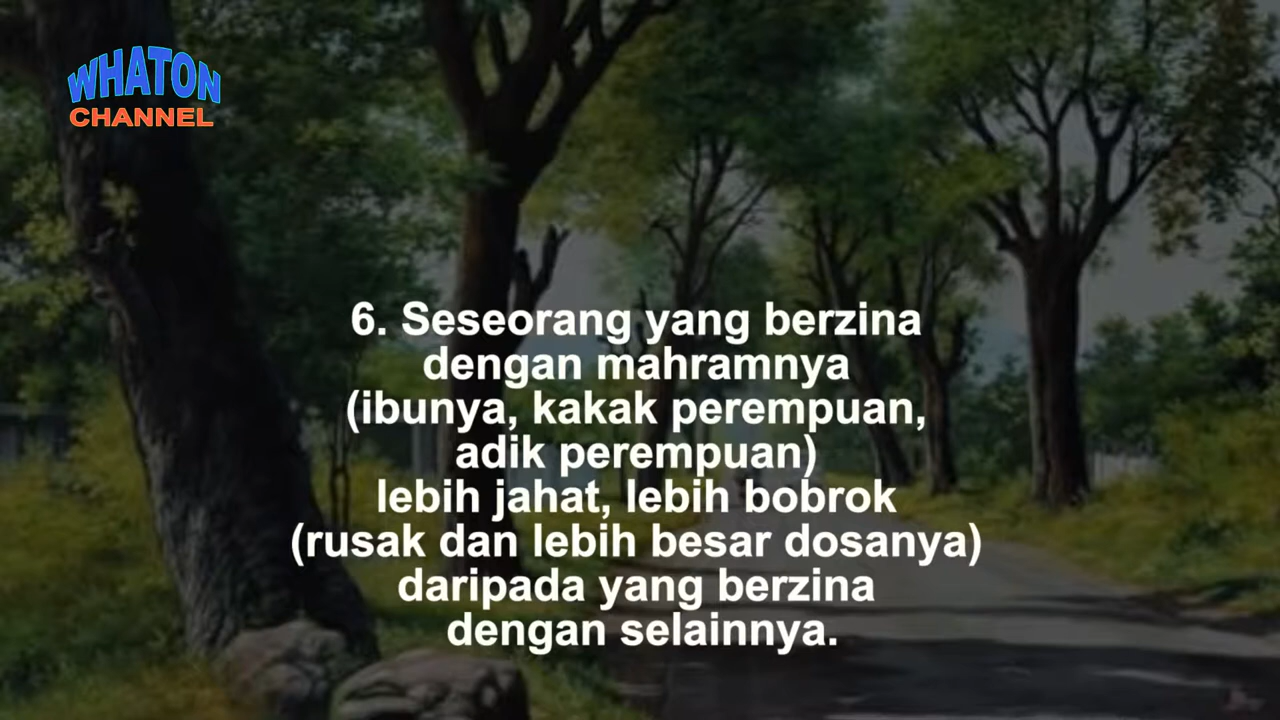 WHATON
CHANNEL
6. Seseorang yang berzina
dengan mahramnya
(ibunya, kakak perempuan,
adik perempuan)
lebih jahat, lebih bobrok
(rusak dan lebih besar dosanya)
daripada yang berzina
dengan selainnya.